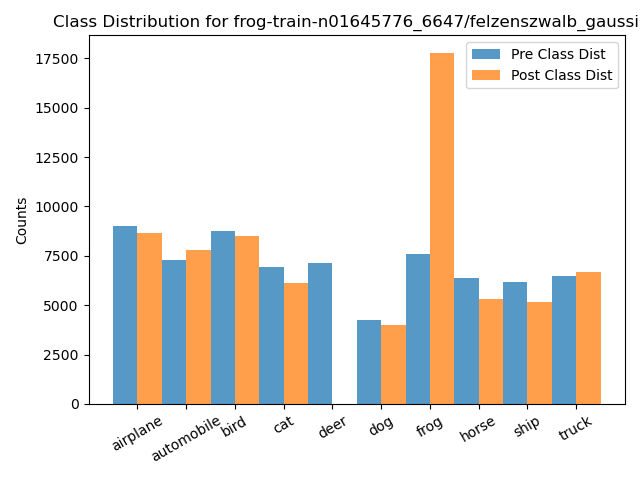 Class Distribution for frog-train-n01645776_6647/felzenszwalb_gaussi
Pre Class Dist
Post Class Dist
Counts
17500
15000
12500
10000
7500
5000
2500
0
airplane
automobile
bird
cat
deer
dog
frog
horse
ship
truck